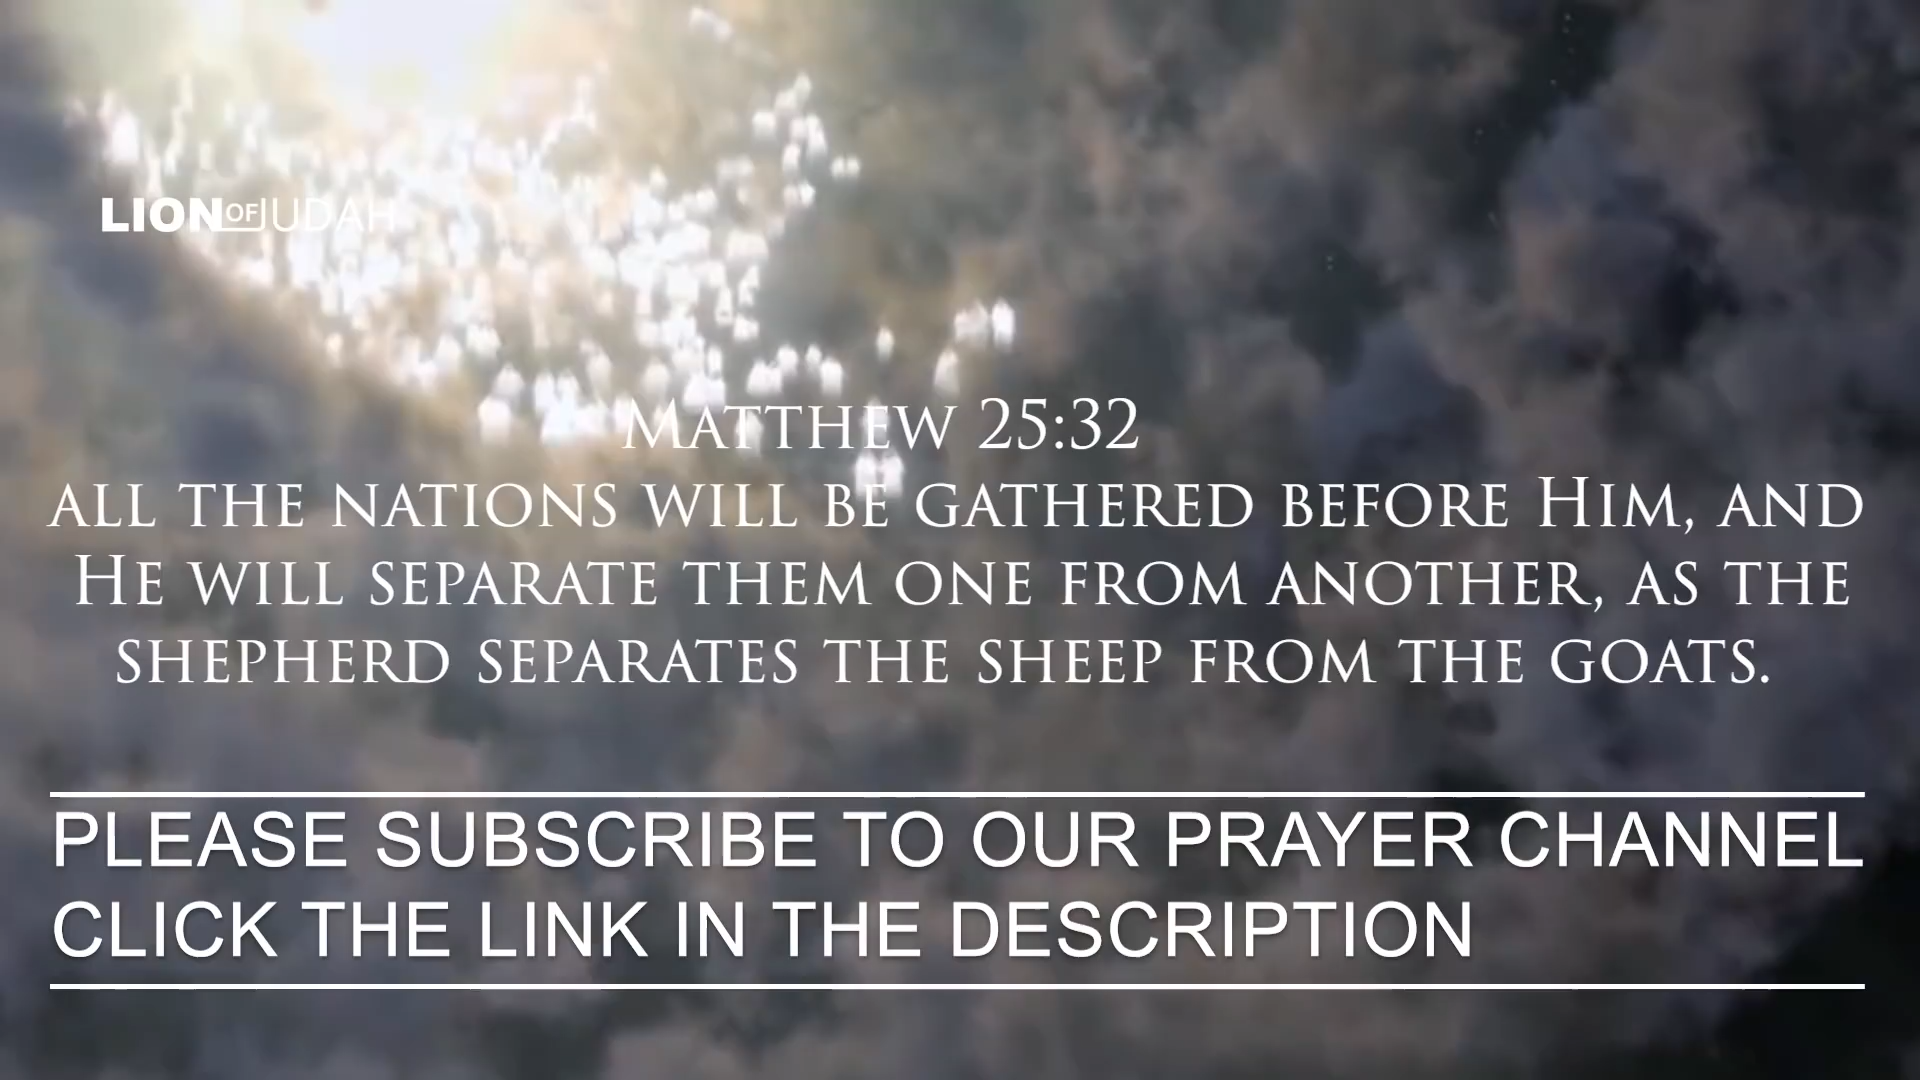 LION OF JUDAH
MATTHEW 25:32
ALL THE NATIONS WILL BE GATHERED BEFORE HIM, AND
HE WILL SEPARATE THEM ONE FROM ANOTHER, AS THE
SHEPHERD SEPARATES THE SHEEP FROM THE GOATS.
PLEASE SUBSCRIBE TO OUR PRAYER CHANNEL
CLICK THE LINK IN THE DESCRIPTION